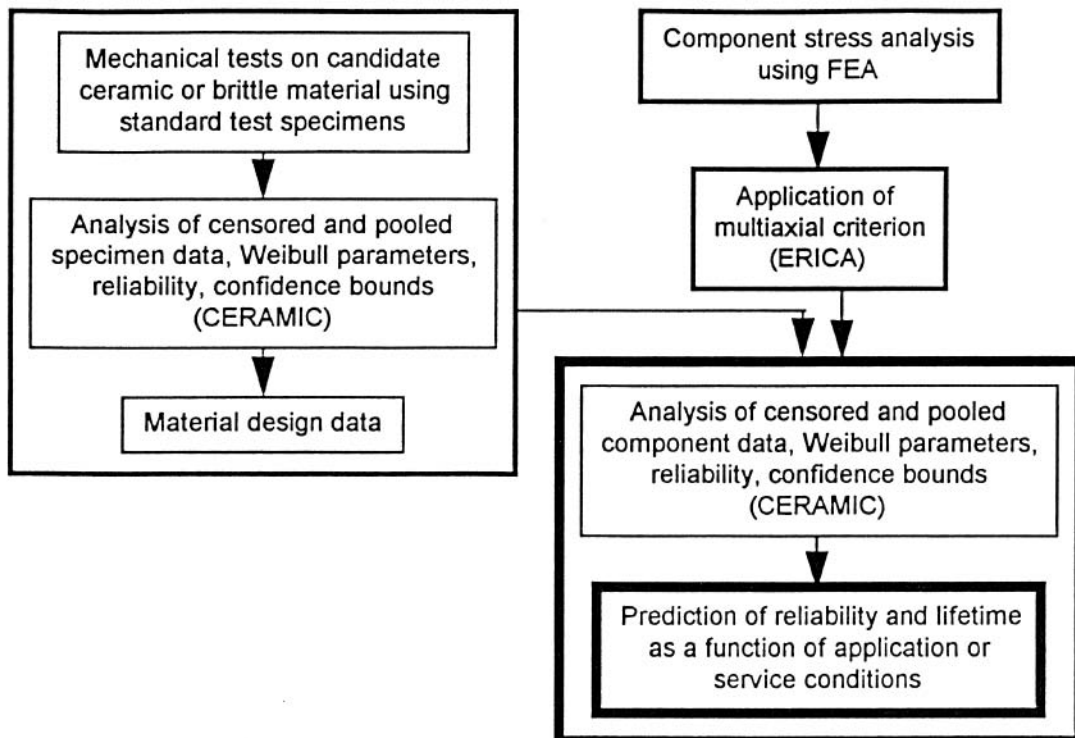 Mechanical tests on candidate
ceramic or brittle material using
standard test specimens
Analysis of censored and pooled
specimen data, Weibull parameters,
reliability, confidence bounds
(CERAMIC)
Material design data
Component stress analysis
using FEA
Application of
multiaxial criterion
(ERICA)
Analysis of censored and pooled
component data, Weibull parameters,
reliability, confidence bounds
(CERAMIC)
Prediction of reliability and lifetime
as a function of application or
service conditions